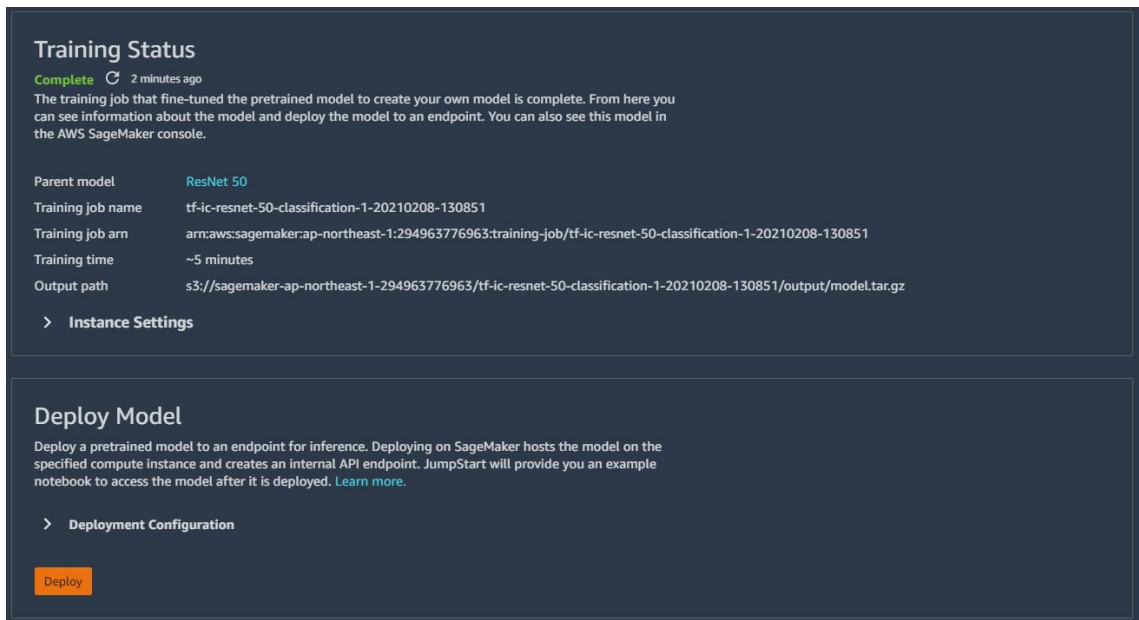 Training Status
Complete 2 minutes ago
The training job that fine-tuned the pretrained model to create your own model is complete. From here you
can see information about the model and deploy the model to an endpoint. You can also see this model in
the AWS SageMaker console.
Parent model ResNet 50
Training job name tf-ic-resnet-50-classification-1-20210208-130851
Training job arn arn:aws:sagemaker:ap-northeast-1:294963776963:training-job/tf-ic-resnet-50-classification-1-20210208-130851
Training time ~5 minutes
Output path s3://sagemaker-ap-northeast-1-294963776963/tf-ic-resnet-50-classification-1-20210208-130851/output/model.tar.gz
Instance Settings
Deploy Model
Deploy a pretrained model to an endpoint for inference. Deploying on SageMaker hosts the model on the
specified compute instance and creates an internal API endpoint. JumpStart will provide you an example
notebook to access the model after it is deployed. Learn more.
Deployment Configuration
Deploy